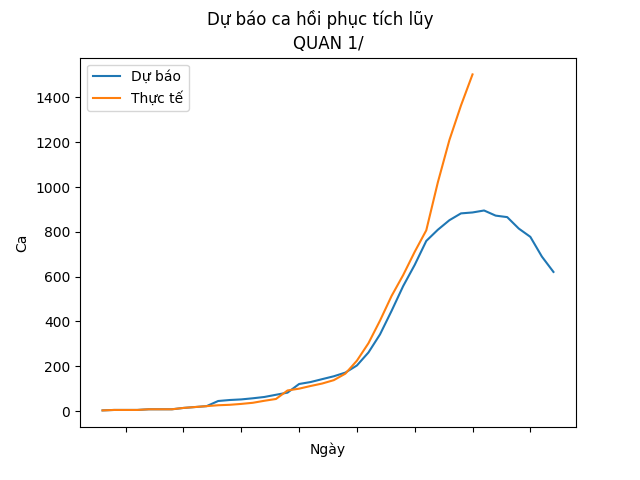 Dự báo ca hồi phục tích lũy
QUAN 1/
Dự báo
Thực tế
1400
1200
1000
800
600
400
200
0
Ca
Ngày